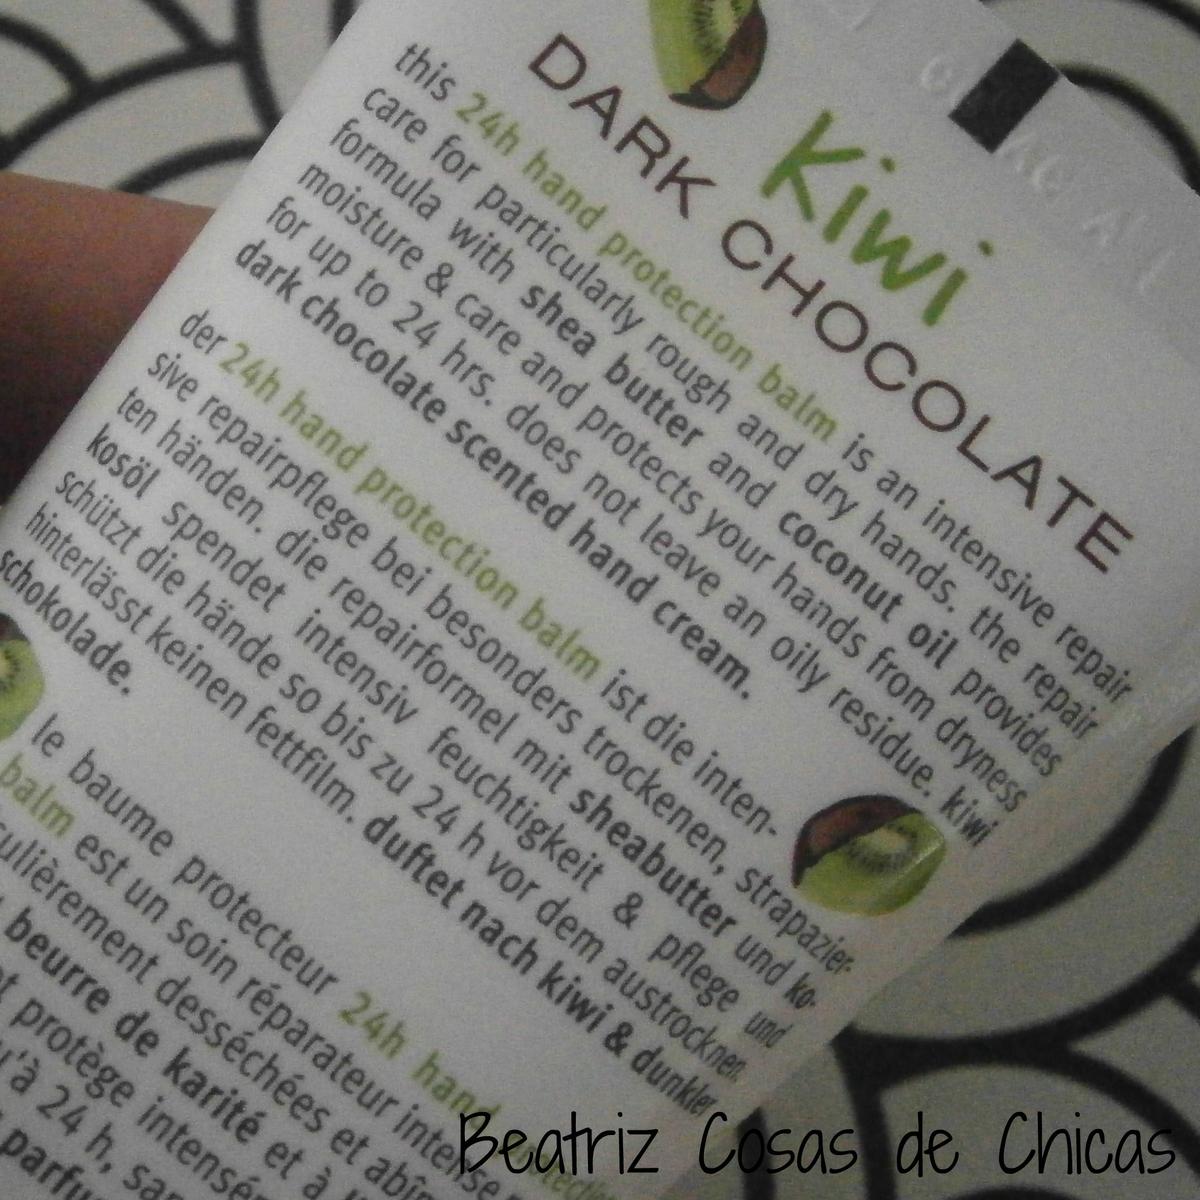 Kiwi
DARK CHOCOLATE
this 24h hand protection balm is an intensive repair
care for particularly rough and dry hands. the repair
formula with shea butter and coconut oil provides
moisture & care and protects your hands from dryness
for up to 24 hrs. does not leave an oily residue. kiwi
dark chocolate scented hand cream.
der 24h hand protection balm ist die inten-
sive repairpflege bei besonders trockenen, strapazier-
ten händen. die repairformel mit sheabutter und ko-
kosöl spendet intensiv feuchtigkeit & pflege und
schützt die hände so bis zu 24 h vor dem austrocknen.
hinterlässt keinen fettfilm. duftet nach kiwi & dunkler
schokolade.
le baume protecteur 24h hand
balm est un soin réparateur intense
desséchées et abîm
beurre de karité et à
protège intensé
24 h,
Beatriz Cosas de Chicas